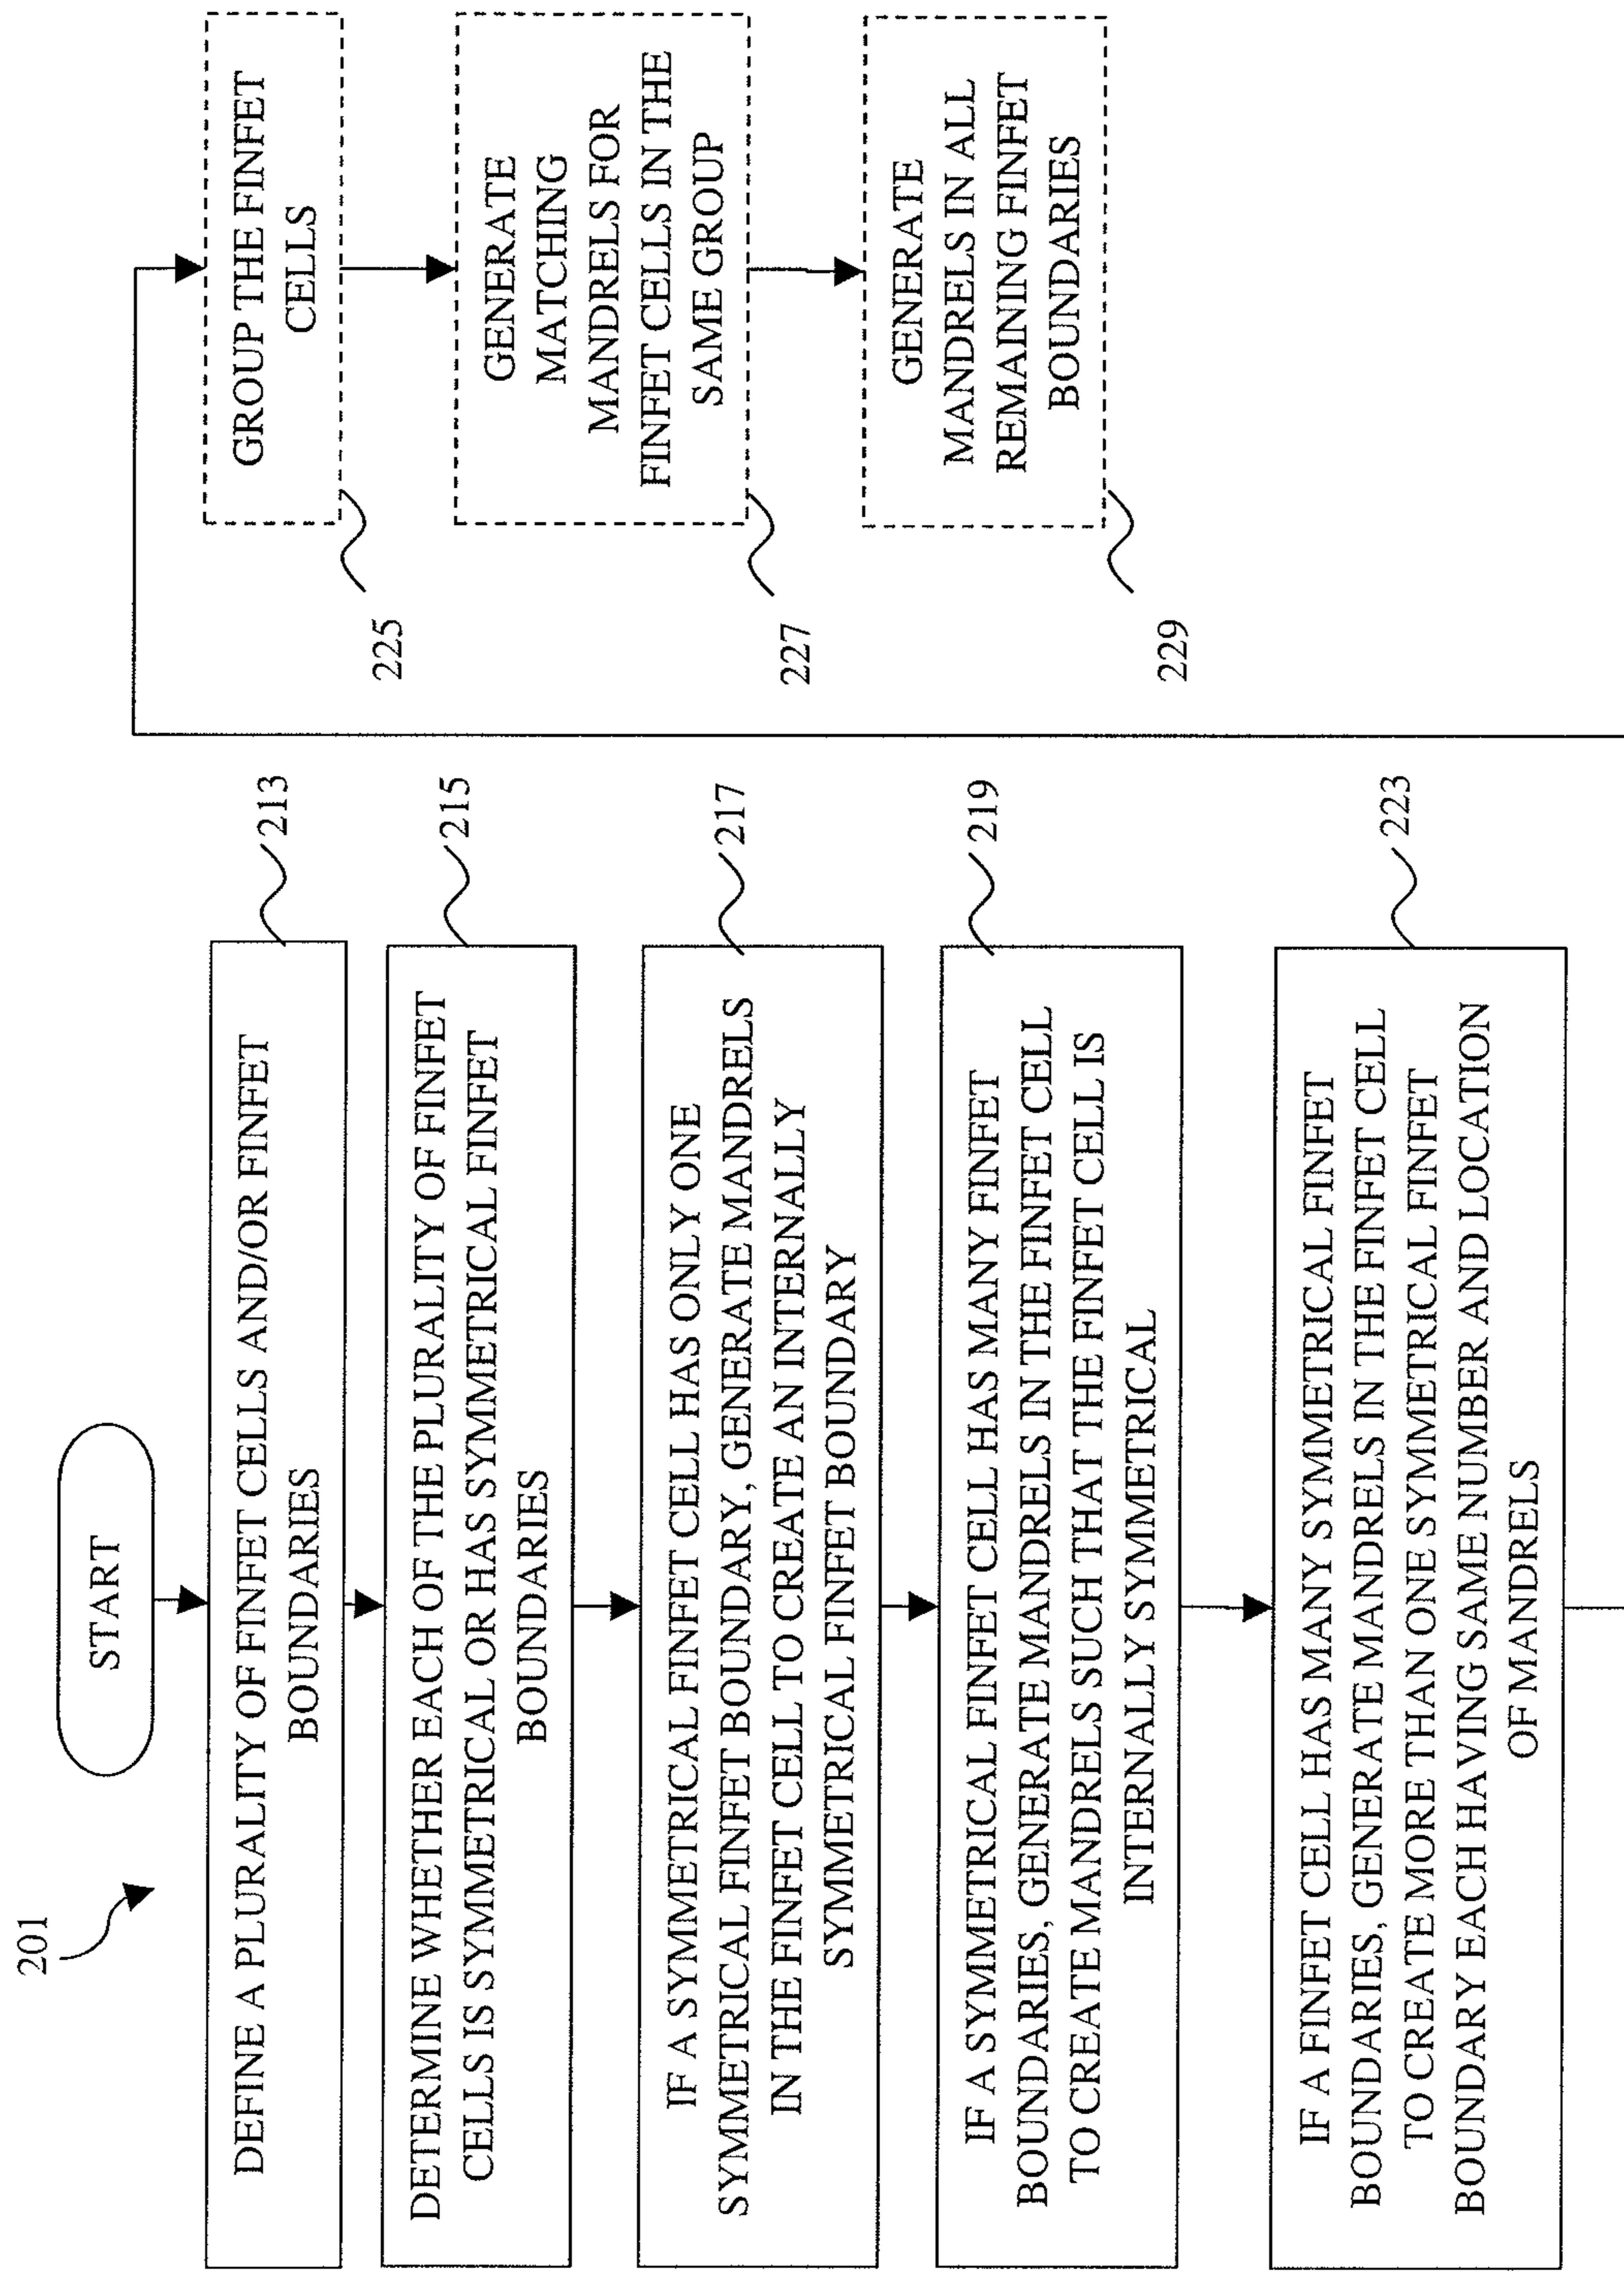 201
START
DEFINE A PLURALITY OF FINFET CELLS AND/OR FINFET
BOUNDARIES
213
DETERMINE WHETHER EACH OF THE PLURALITY OF FINFET
CELLS IS SYMMETRICAL OR HAS SYMMETRICAL FINFET
BOUNDARIES
215
IF A SYMMETRICAL FINFET CELL HAS ONLY ONE
SYMMETRICAL FINFET BOUNDARY, GENERATE MANDRELS
IN THE FINFET CELL TO CREATE AN INTERNALLY
SYMMETRICAL FINFET BOUNDARY
217
IF A SYMMETRICAL FINFET CELL HAS MANY FINFET
BOUNDARIES, GENERATE MANDRELS IN THE FINFET CELL
TO CREATE MANDRELS SUCH THAT THE FINFET CELL IS
INTERNALLY SYMMETRICAL
219
IF A FINFET CELL HAS MANY SYMMETRICAL FINFET
BOUNDARIES, GENERATE MANDRELS IN THE FINFET CELL
TO CREATE MORE THAN ONE SYMMETRICAL FINFET
BOUNDARY EACH HAVING SAME NUMBER AND LOCATION
OF MANDRELS
223
GROUP THE FINFET
CELLS
225
GENERATE
MATCHING
MANDRELS FOR
FINFET CELLS IN THE
SAME GROUP
227
GENERATE
MANDRELS IN ALL
REMAINING FINFET
BOUNDARIES
229